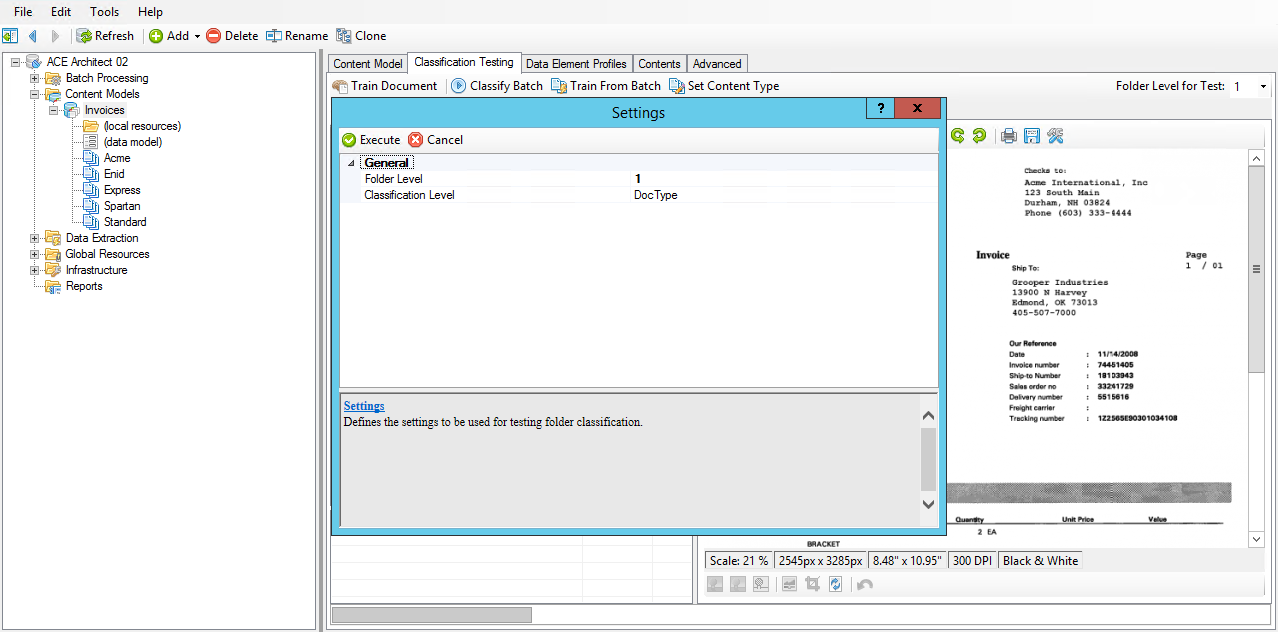 File Edit Tools Help
Refresh Add Delete Rename Clone
ACE Architect 02
Batch Processing
Content Models
Invoices
(local resources)
(data model)
Acme
Enid
Express
Spartan
Standard
Data Extraction
Global Resources
Infrastructure
Reports
Content Model Classification Testing Data Element Profiles Contents Advanced
Train Document Classify Batch Train From Batch Set Content Type Folder Level for Test: 1
Settings ? x
Execute Cancel
General
Folder Level 1
Classification Level DocType
Settings
Defines the settings to be used for testing folder classification.
Checks to:
Acme International, Inc
123 South Main
Durham, NH 03824
Phone (603) 333-4444
Invoice Page
1 / 01
Ship To:
Grooper Industries
13900 N Harvey
Edmond, OK 73013
405-507-7000
Our Reference
Date : 11/14/2008
Invoice number : 74451405
Ship-to Number : 18103943
Sales order no : 33241729
Delivery number : 5515616
Freight carrier :
Tracking number : 1Z2565E90301034108
Quantity Unit Price Value
2 EA
BRACKET
Scale: 21 % 2545px x 3285px 8.48" x 10.95" 300 DPI Black & White